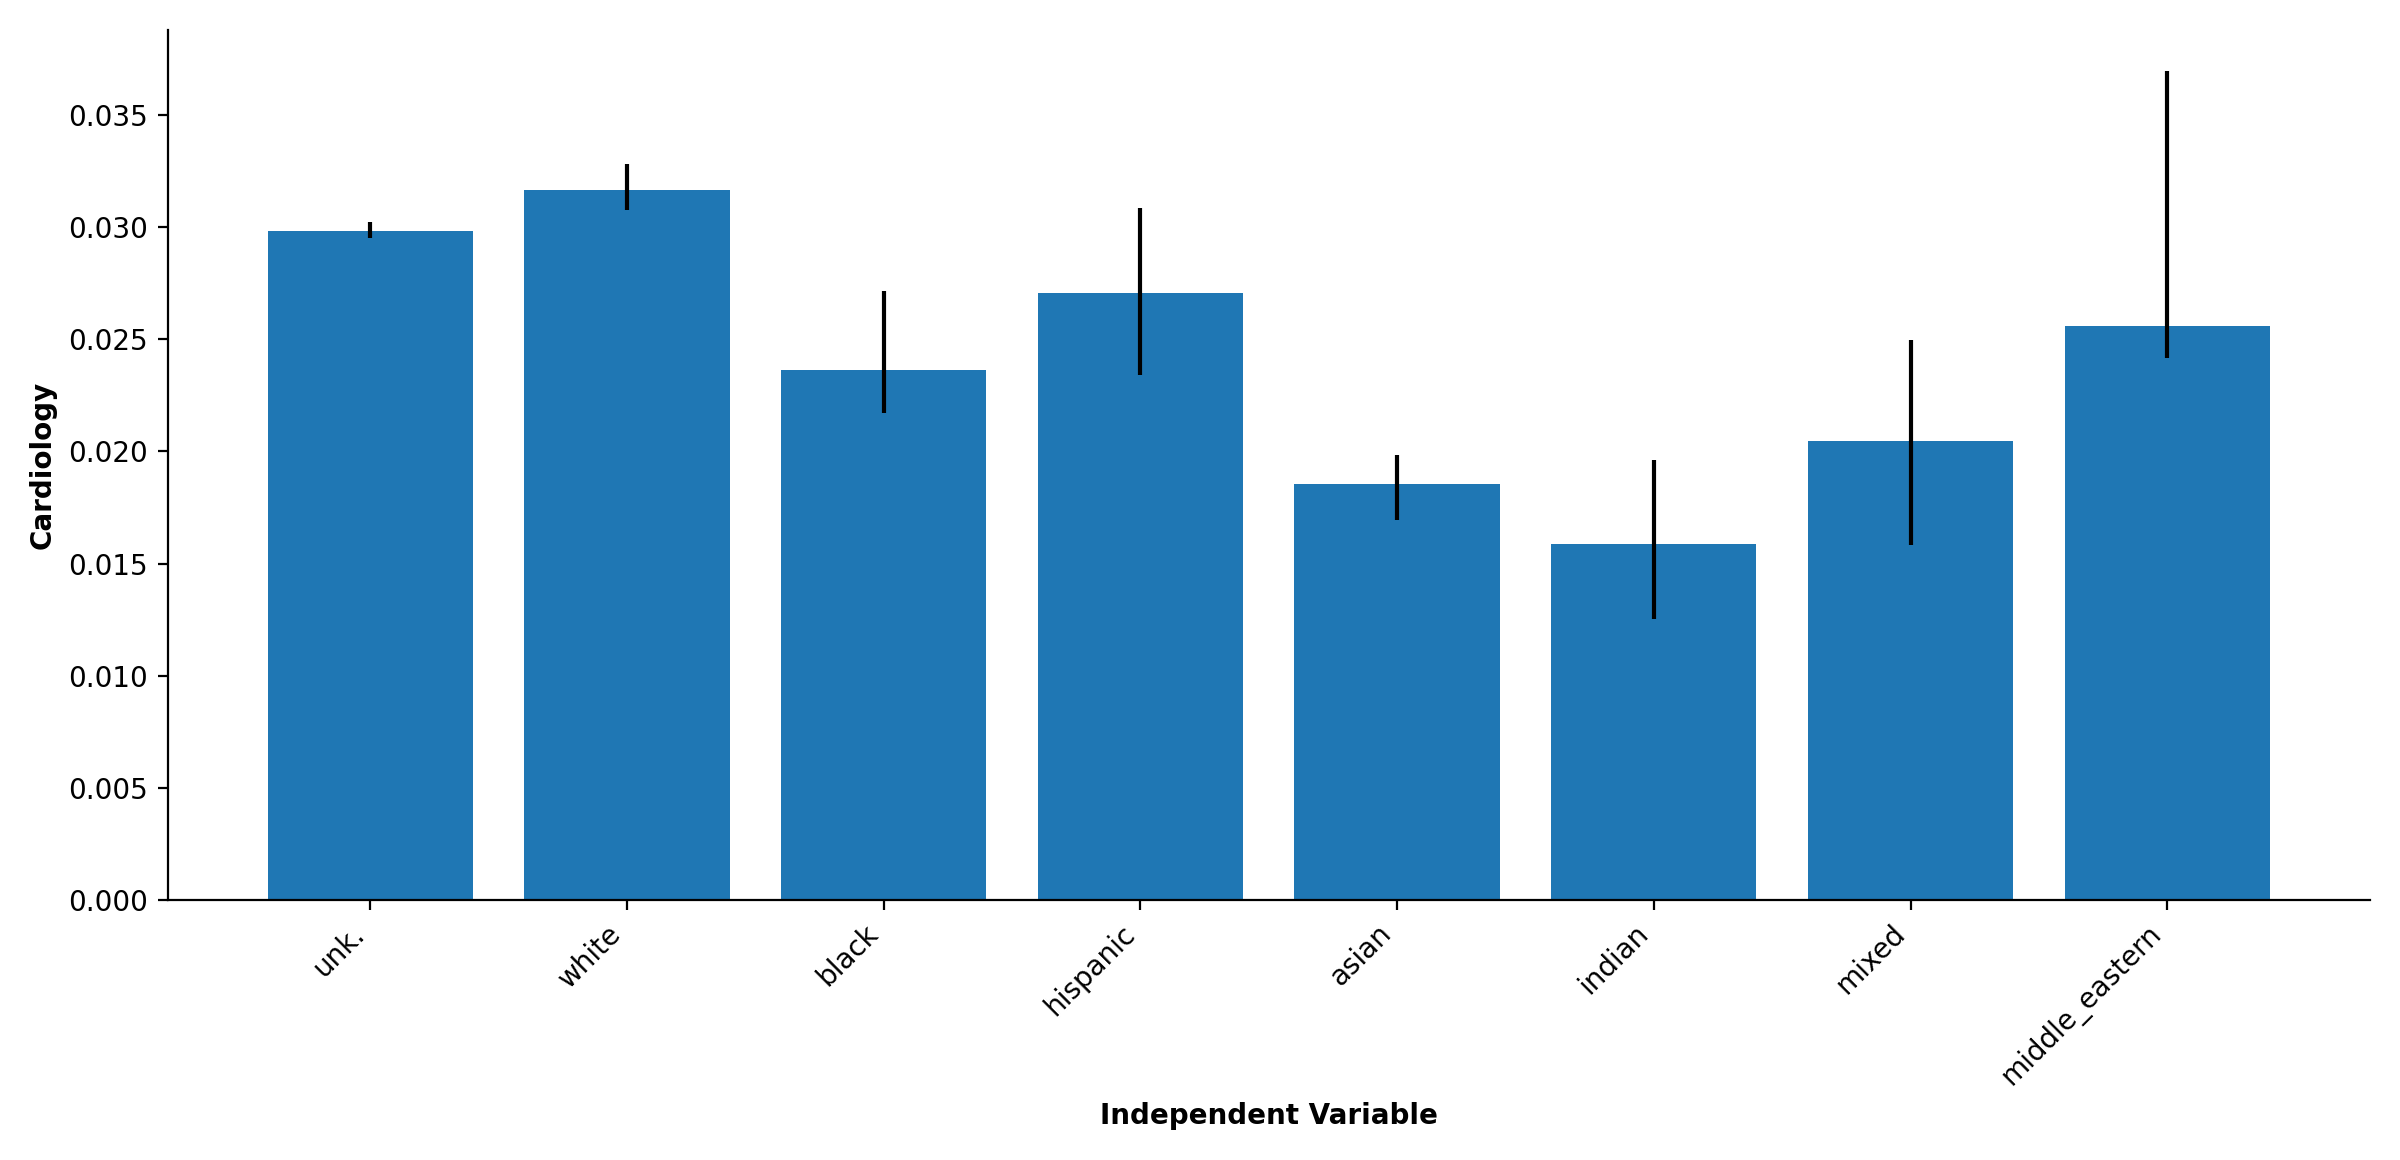 Cardiology
0.035
0.030
0.025
0.020
0.015
0.010
0.005
0.000
unk.
white
black
hispanic
asian
indian
mixed
middle_eastern
Independent Variable